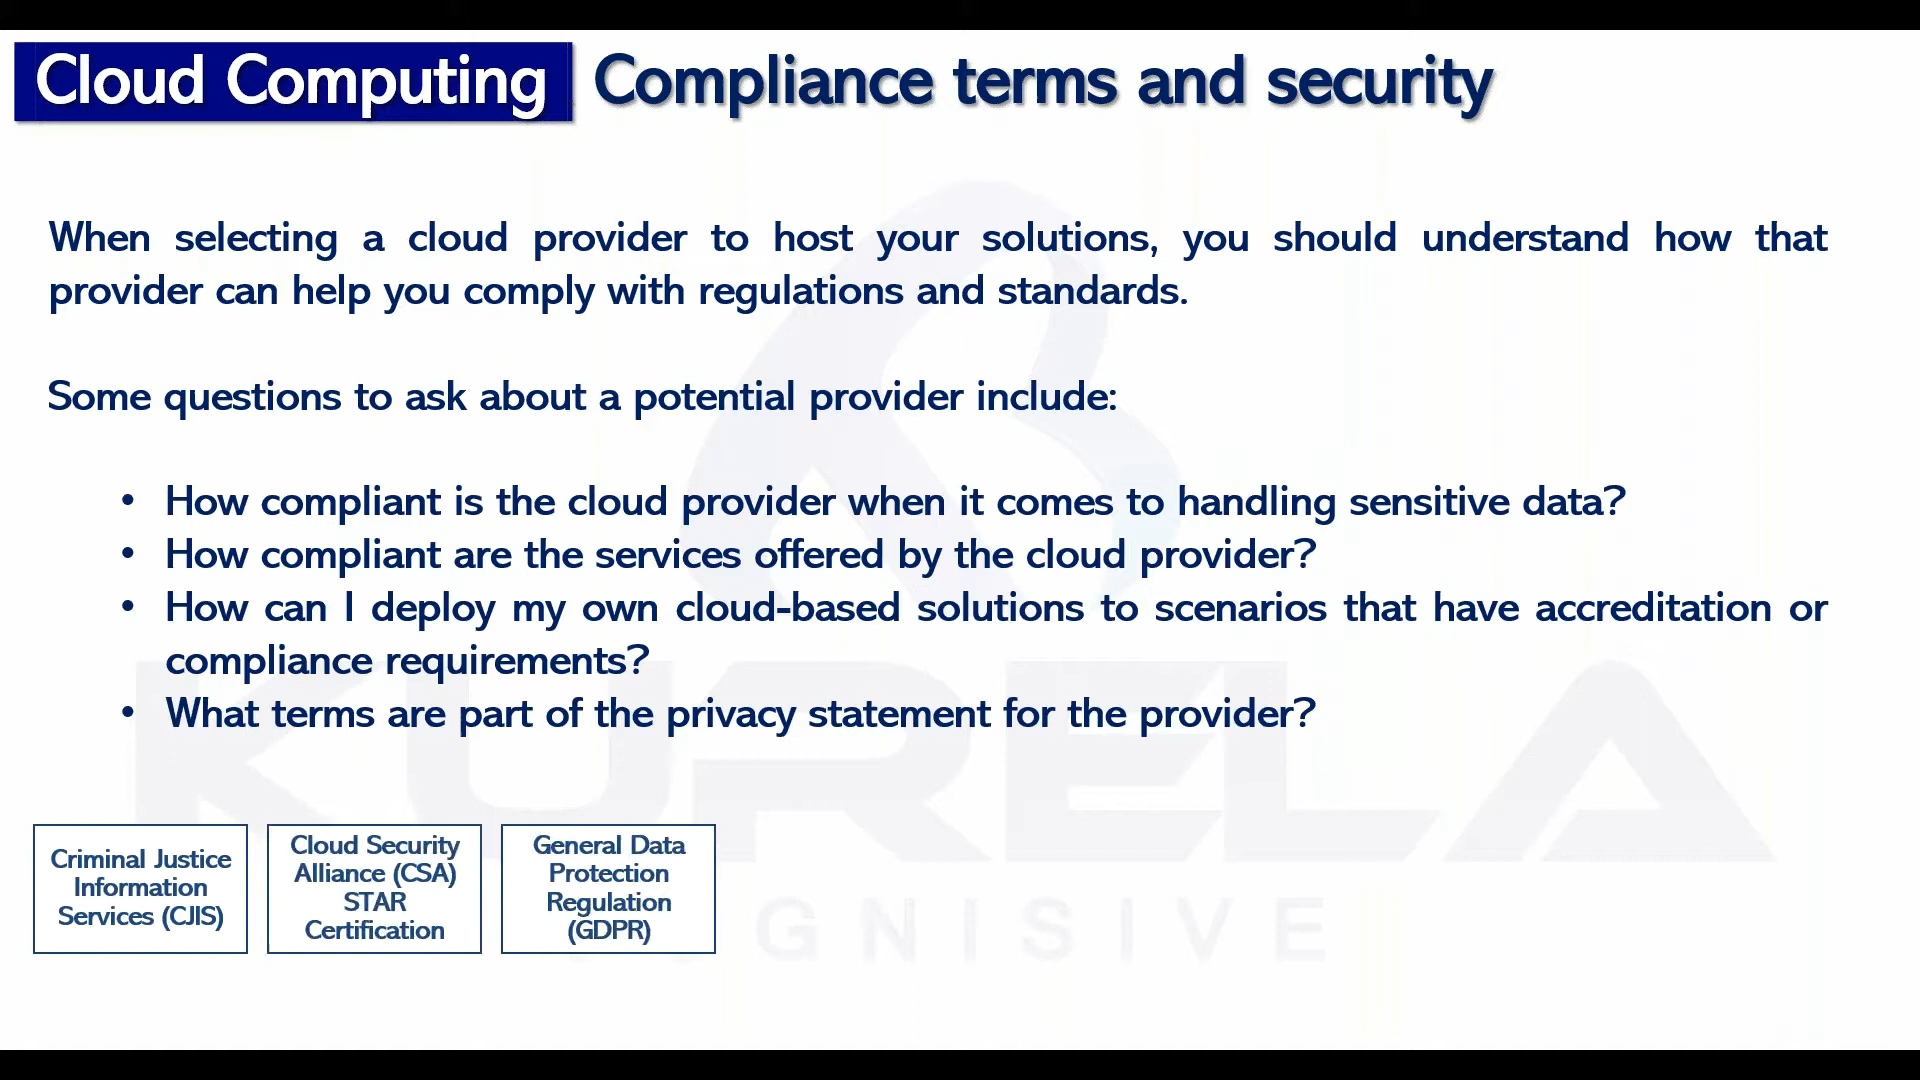 Cloud Computing Compliance terms and security
When selecting a cloud provider to host your solutions, you should understand how that
provider can help you comply with regulations and standards.
Some questions to ask about a potential provider include:
• How compliant is the cloud provider when it comes to handling sensitive data?
• How compliant are the services offered by the cloud provider?
• How can I deploy my own cloud-based solutions to scenarios that have accreditation or
compliance requirements?
• What terms are part of the privacy statement for the provider?
KURELA
Criminal Justice
Information
Services (CJIS)
Cloud Security
Alliance (CSA)
STAR
Certification
General Data
Protection
Regulation
(GDPR)
GNISIVE